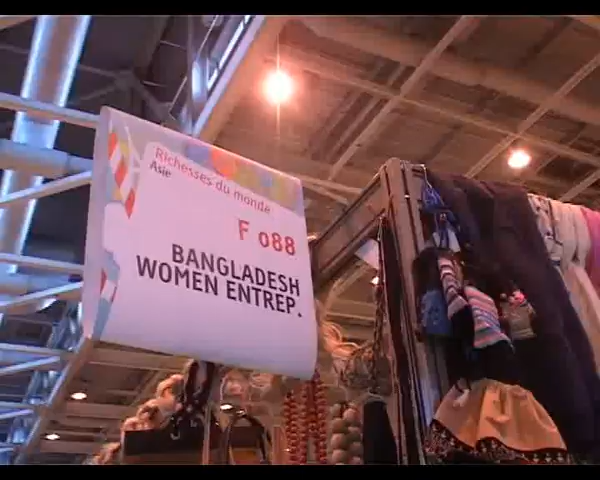 Richesses du monde
Asie
F 088
BANGLADESH
WOMEN ENTREP.